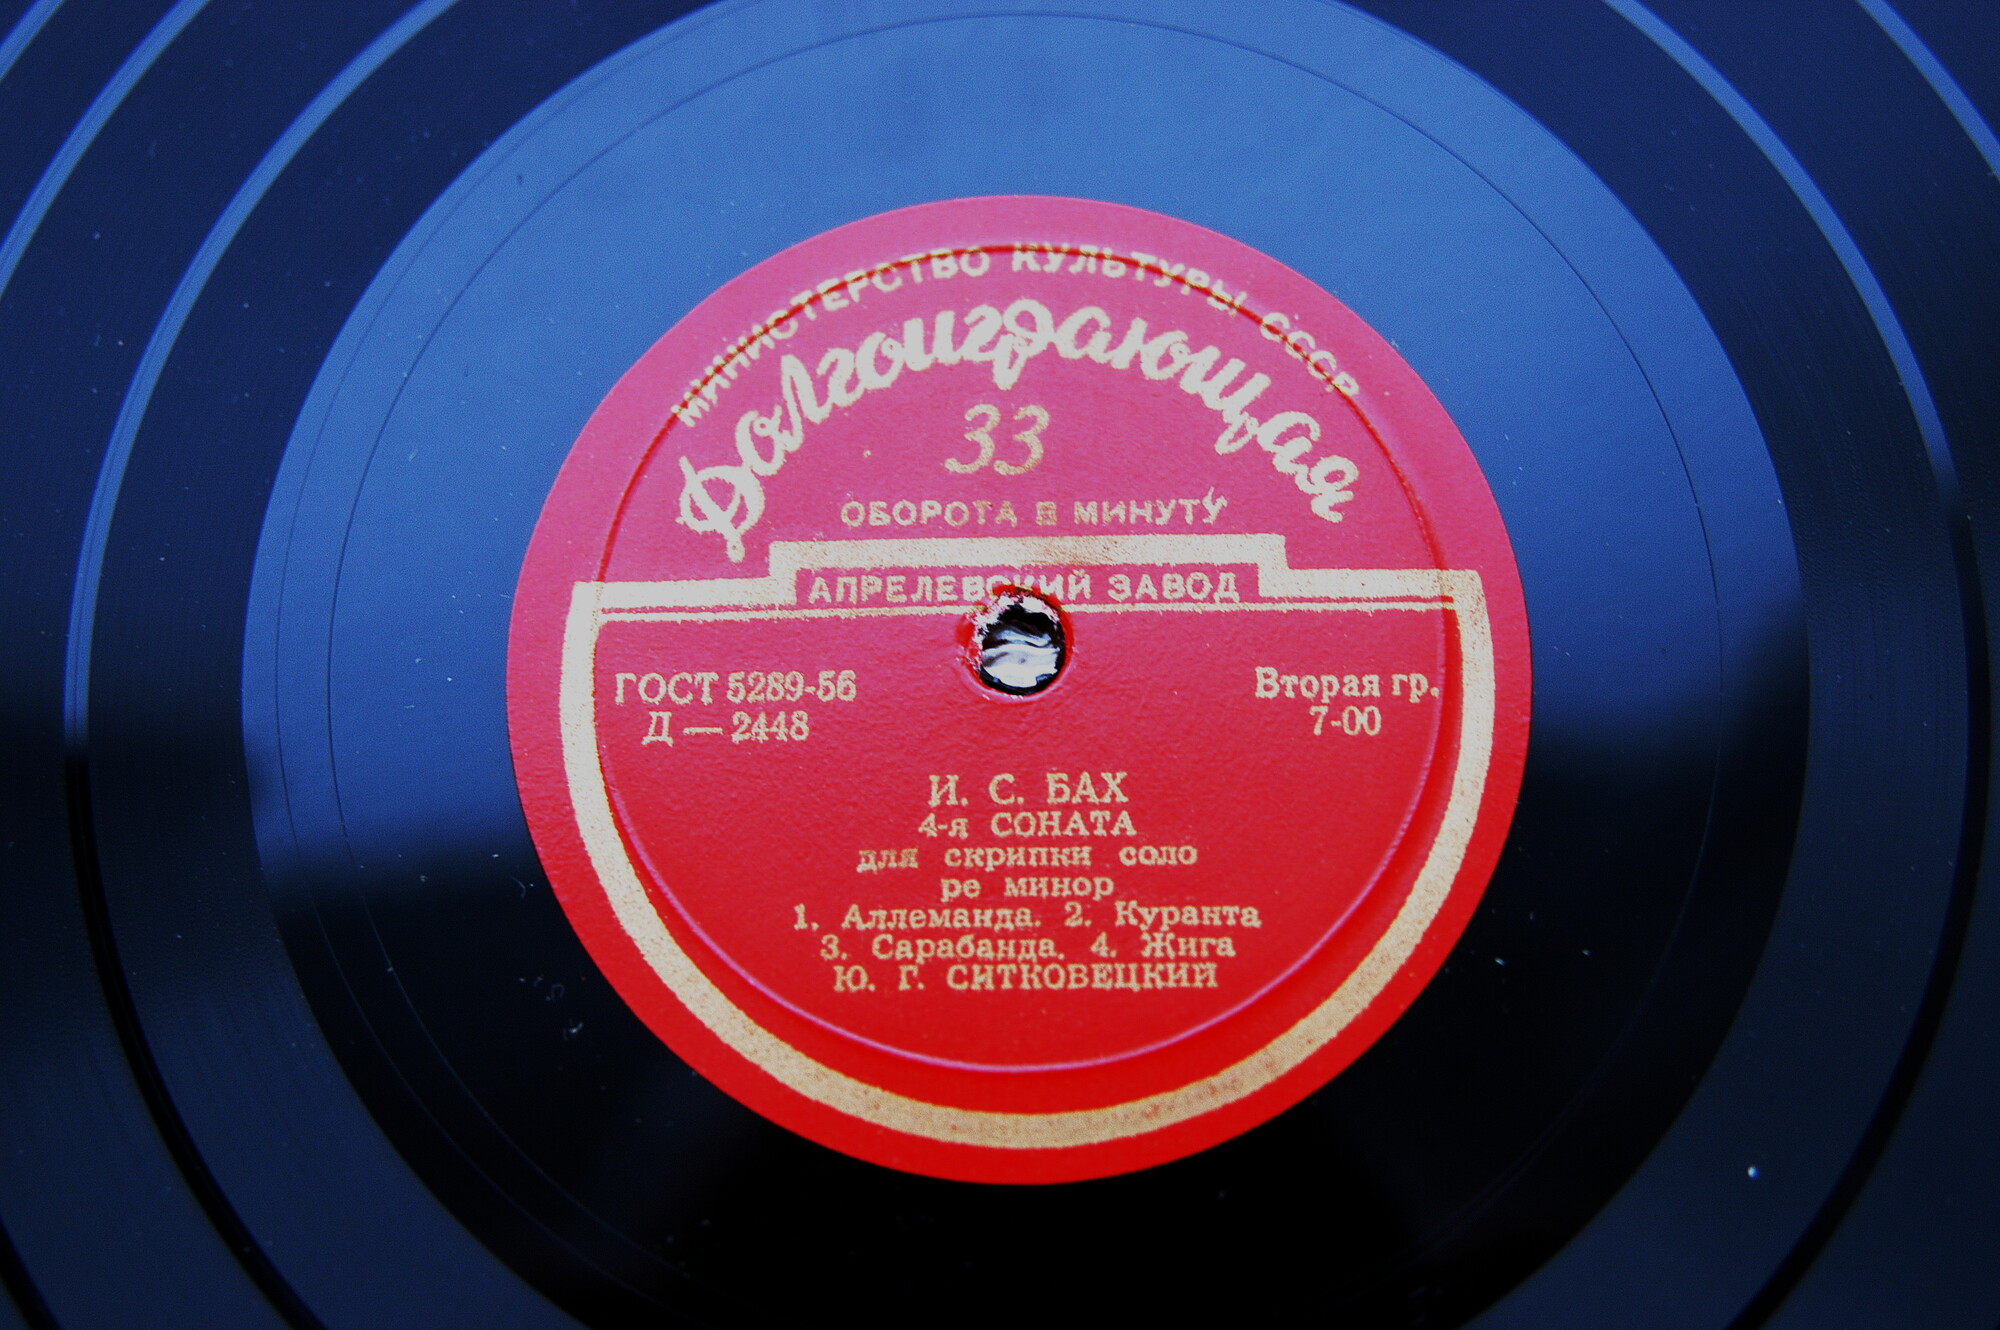 МИНИСТЕРСТВО КУЛЬТУРЫ СССР
Долгоиграющая
33
ОБОРОТА В МИНУТУ
АПРЕЛЕВСКИЙ ЗАВОД
ГОСТ 5289-56
Д — 2448
Вторая гр.
7-00
И. С. БАХ
4-я СОНАТА
для скрипки соло
ре минор
1. Аллеманда. 2. Куранта
3. Сарабанда. 4. Жига
Ю. Г. СИТКОВЕЦКИЙ